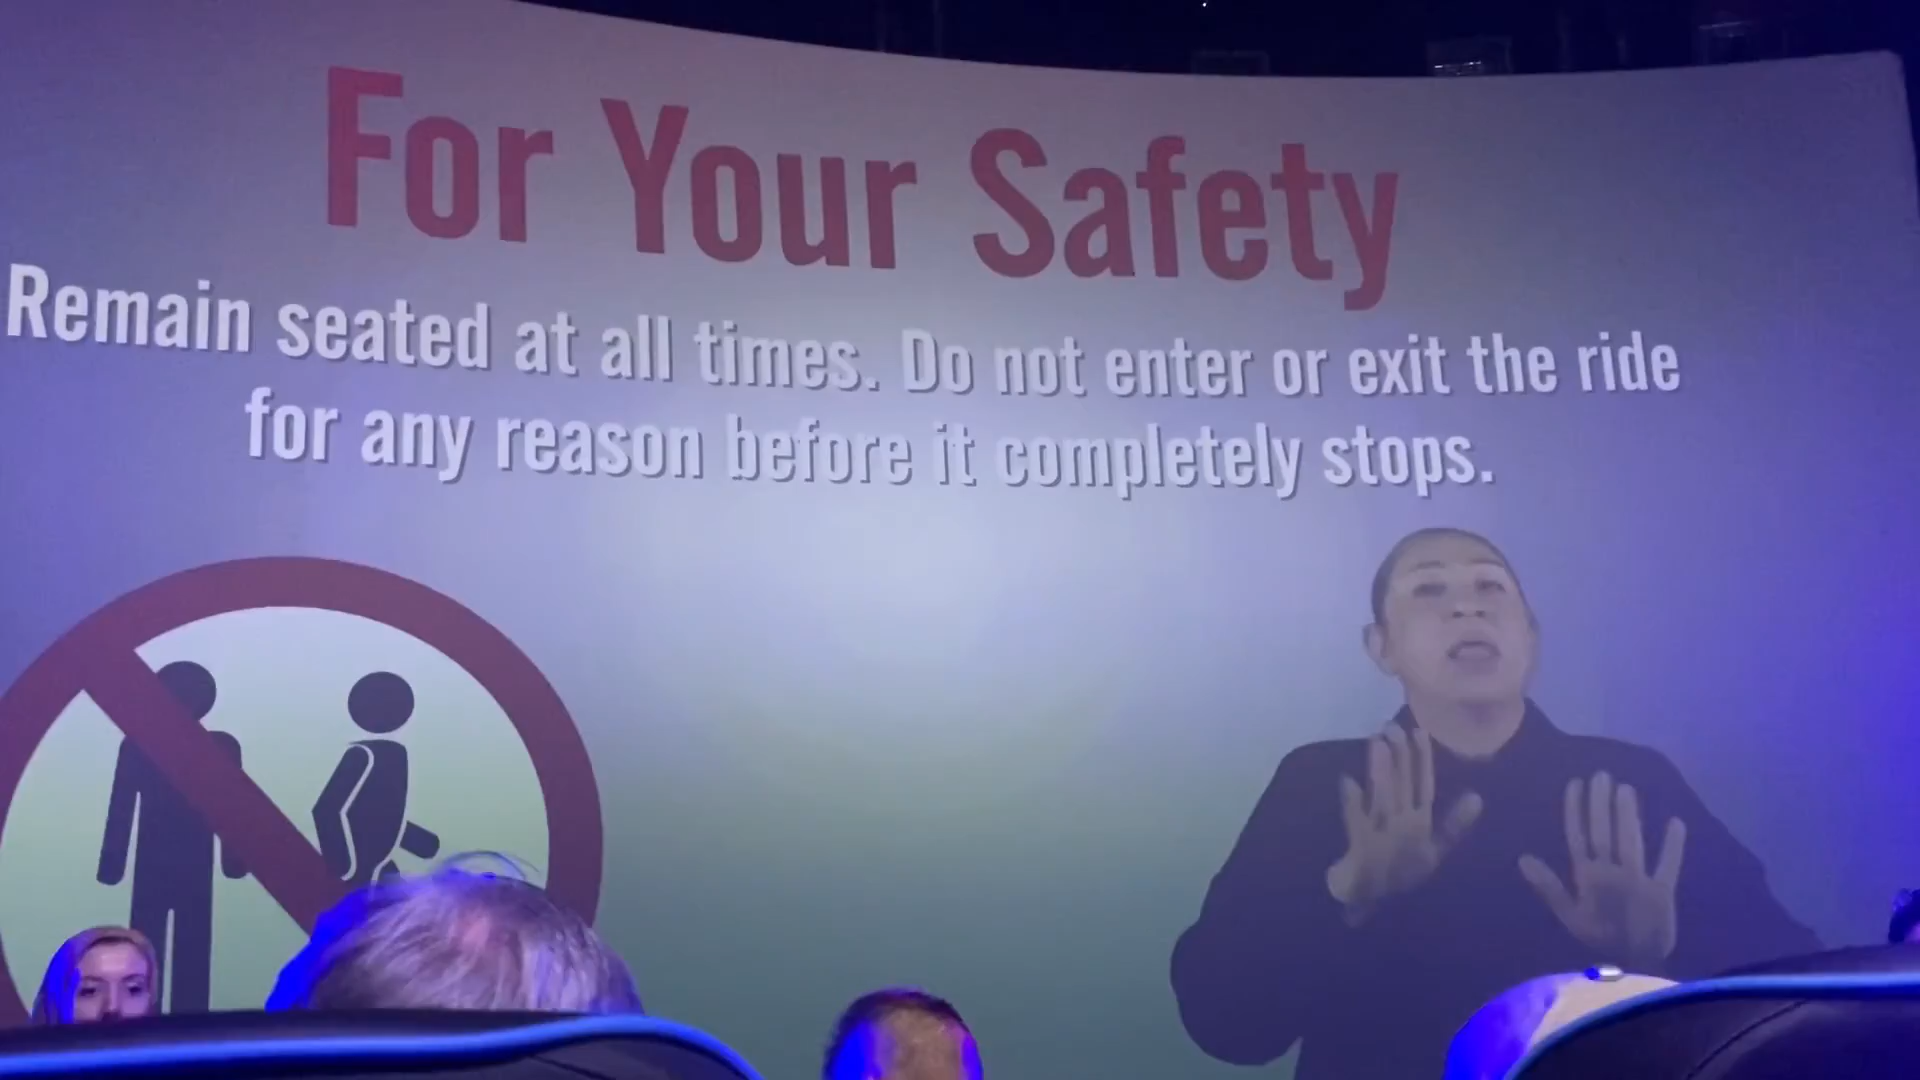 For Your Safety
Remain seated at all times. Do not enter or exit the ride
for any reason before it completely stops.